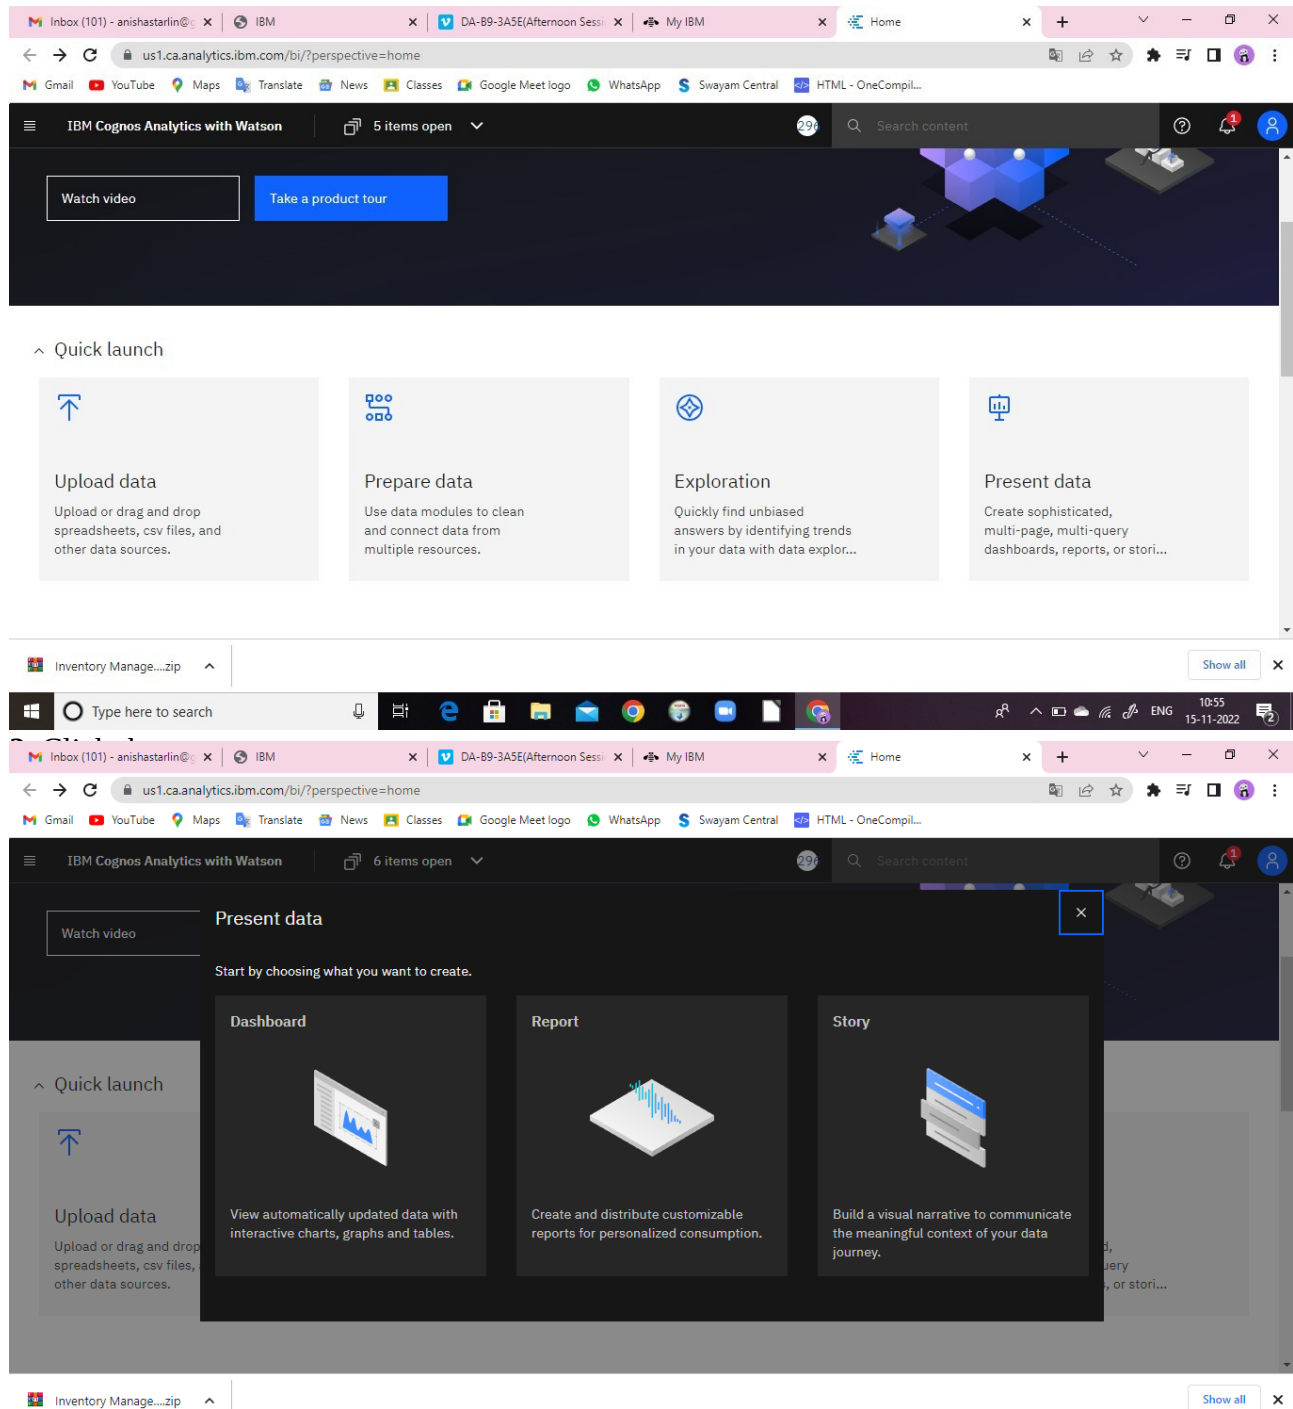 Inbox (101) - anishastarlin@g
IBM
DA-B9-3A5E(Afternoon Sessi
My IBM
Home
us1.ca.analytics.ibm.com/bi/?perspective=home
Gmail YouTube Maps Translate News Classes Google Meet logo WhatsApp Swayam Central HTML - OneCompil...
IBM Cognos Analytics with Watson 5 items open 296 Search content 1
Watch video Take a product tour
Quick launch
Upload data
Upload or drag and drop
spreadsheets, csv files, and
other data sources.
Prepare data
Use data modules to clean
and connect data from
multiple resources.
Exploration
Quickly find unbiased
answers by identifying trends
in your data with data explor...
Present data
Create sophisticated,
multi-page, multi-query
dashboards, reports, or stori...
Inventory Manage....zip Show all
Type here to search ENG 10:55
15-11-2022 2
Inbox (101) - anishastarlin@g
IBM
DA-B9-3A5E(Afternoon Sessi
My IBM
Home
us1.ca.analytics.ibm.com/bi/?perspective=home
Gmail YouTube Maps Translate News Classes Google Meet logo WhatsApp Swayam Central HTML - OneCompil...
IBM Cognos Analytics with Watson 6 items open 296 Search content 1
Watch video
Present data
Start by choosing what you want to create.
Dashboard
View automatically updated data with
interactive charts, graphs and tables.
Report
Create and distribute customizable
reports for personalized consumption.
Story
Build a visual narrative to communicate
the meaningful context of your data
journey.
Quick launch
Upload data
Upload or drag and drop
spreadsheets, csv files,
other data sources.
, or stori...
Inventory Manage....zip Show all